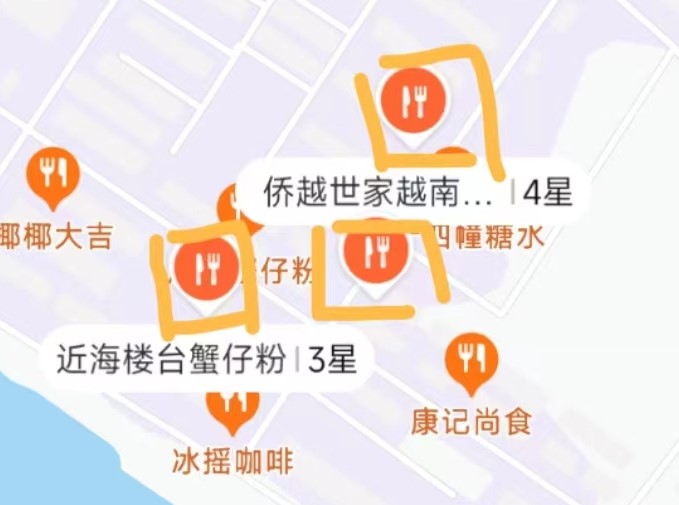 侨越世家越南... | 4星
四幢糖水
椰椰大吉
仔粉
近海楼台蟹仔粉 | 3星
康记尚食
冰摇咖啡